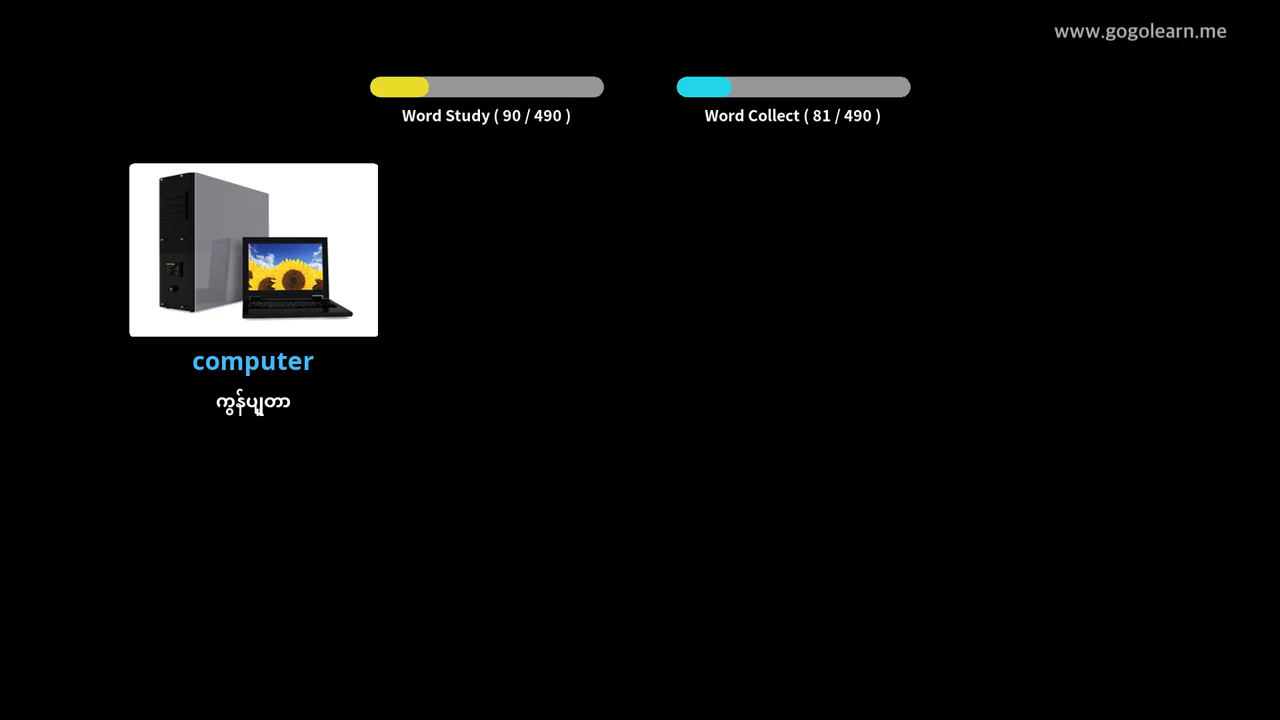 www.gogolearn.me
Word Study ( 90 / 490 )
Word Collect ( 81 / 490 )
computer
ကွန်ပျူတာ